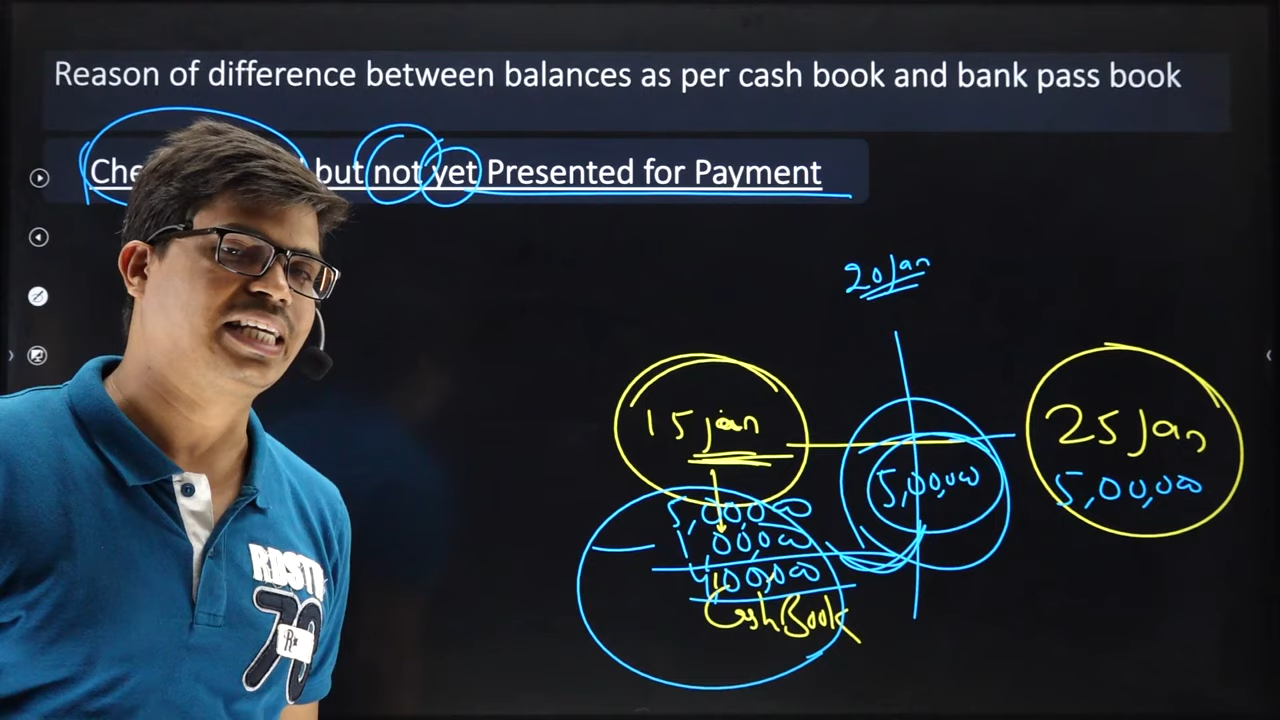 Reason of difference between balances as per cash book and bank pass book
but not yet Presented for Payment
20 Jan
15 jan
25 Jan
5,00,000
5,00,000
5,00,000
1,00,000
4,00,000
Cash Book
RDSTR
79
R*